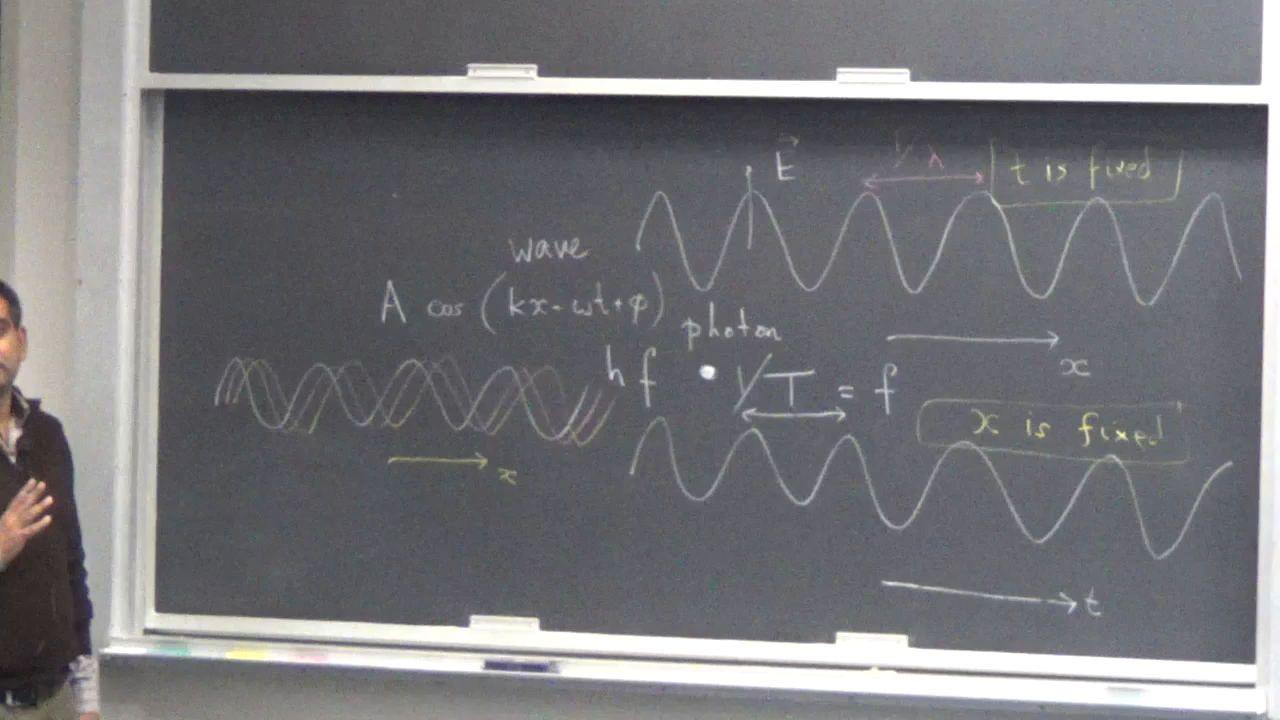 E
1/λ
t is fixed
wave
A cos (kx - ωt + φ)
x
photon
hf
1/T = f
x is fixed
x
t